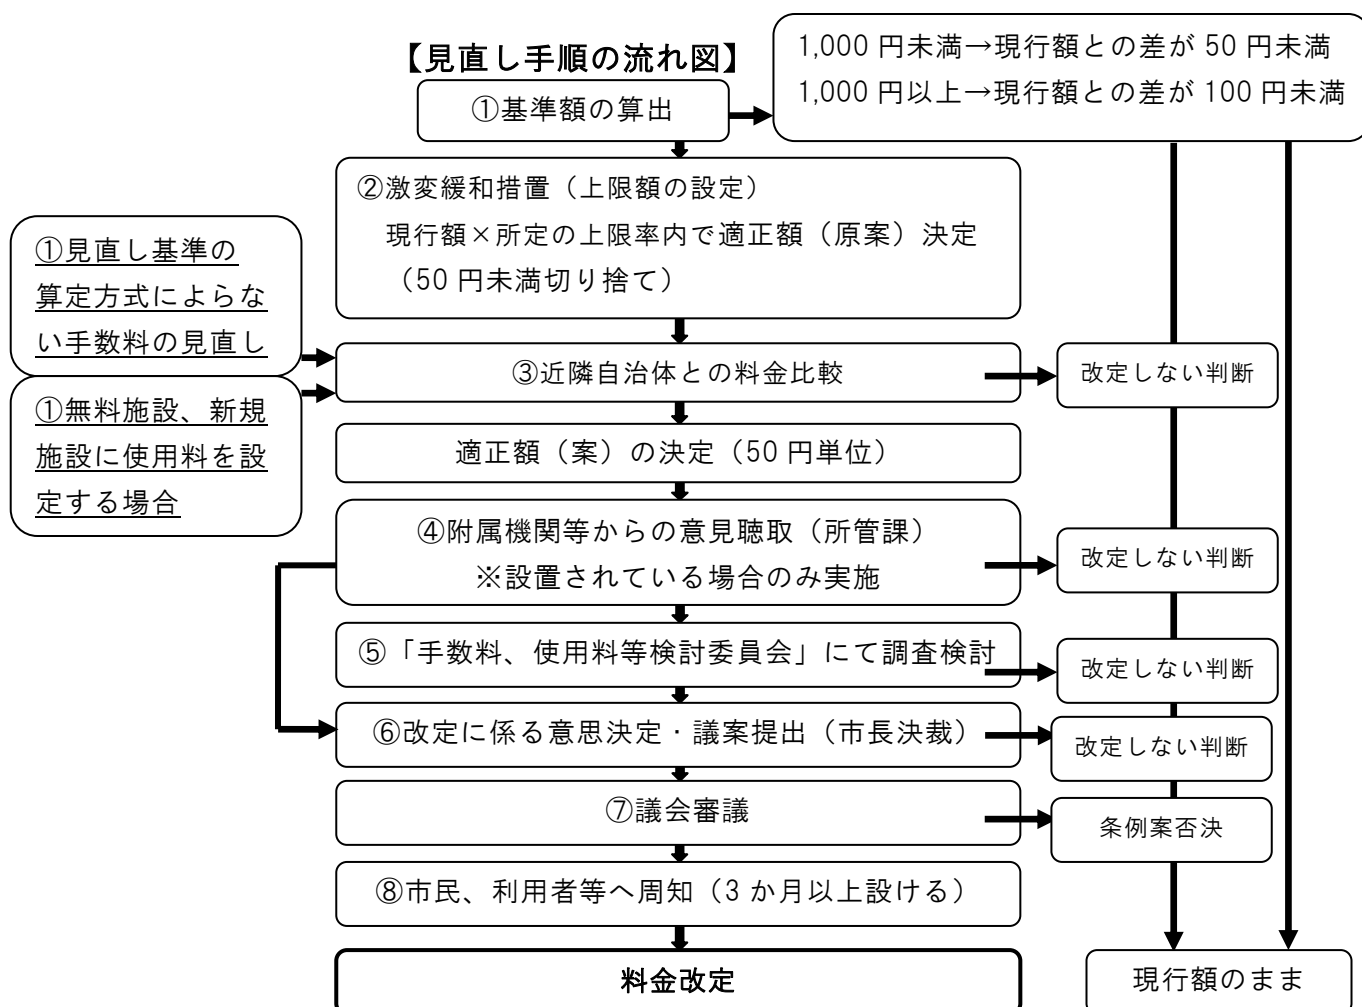 【見直し手順の流れ図】
1,000 円未満→現行額との差が 50 円未満
1,000 円以上→現行額との差が 100 円未満
①基準額の算出
②激変緩和措置（上限額の設定）
現行額×所定の上限率内で適正額（原案）決定
（50 円未満切り捨て）
①見直し基準の
算定方式によらな
い手数料の見直し
③近隣自治体との料金比較
改定しない判断
①無料施設、新規
施設に使用料を設
定する場合
適正額（案）の決定（50 円単位）
④附属機関等からの意見聴取（所管課）
※設置されている場合のみ実施
改定しない判断
⑤「手数料、使用料等検討委員会」にて調査検討
改定しない判断
⑥改定に係る意思決定・議案提出（市長決裁）
改定しない判断
⑦議会審議
条例案否決
⑧市民、利用者等へ周知（3 か月以上設ける）
料金改定
現行額のまま